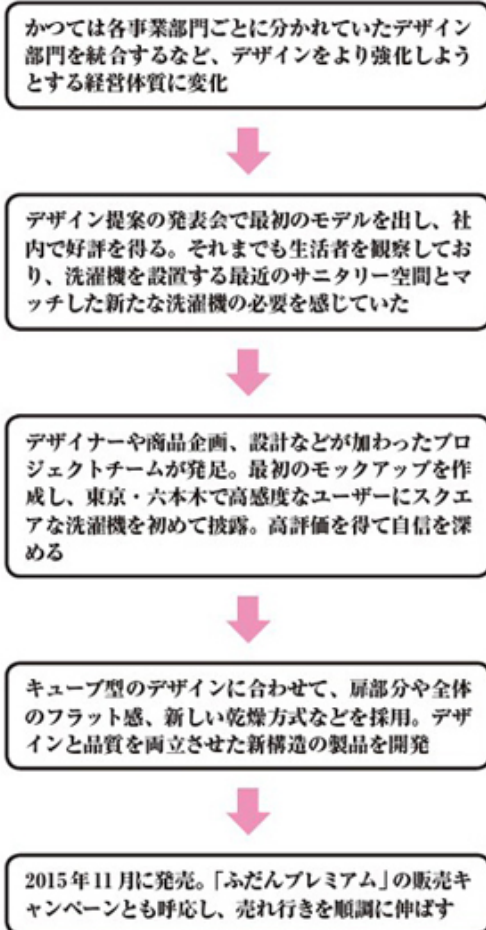 かつては各事業部門ごとに分かれていたデザイン
部門を統合するなど、デザインをより強化しよう
とする経営体質に変化
デザイン提案の発表会で最初のモデルを出し、社
内で好評を得る。それまでも生活者を観察してお
り、洗濯機を設置する最近のサニタリー空間とマ
ッチした新たな洗濯機の必要を感じていた
デザイナーや商品企画、設計などが加わったプロ
ジェクトチームが発足。最初のモックアップを作
成し、東京・六本木で高感度なユーザーにスクエ
アな洗濯機を初めて披露。高評価を得て自信を深
める
キューブ型のデザインに合わせて、扉部分や全体
のフラット感、新しい乾燥方式などを採用。デザ
インと品質を両立させた新構造の製品を開発
2015年11月に発売。「ふだんプレミアム」の販売キ
ャンペーンとも呼応し、売れ行きを順調に伸ばす